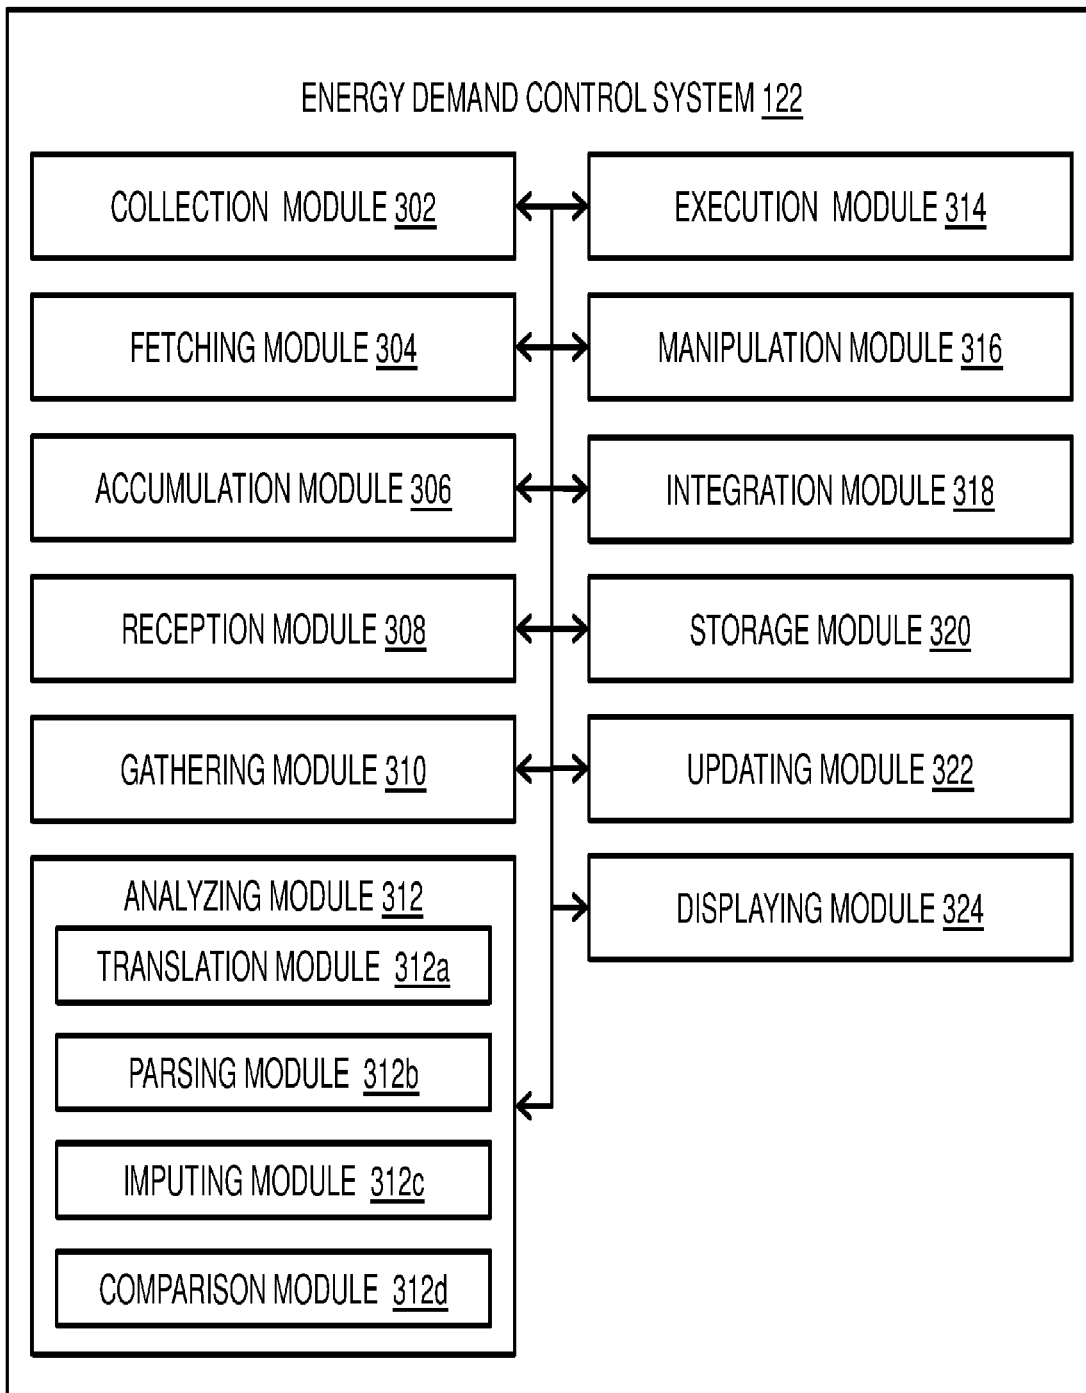 ENERGY DEMAND CONTROL SYSTEM 122
COLLECTION MODULE 302
FETCHING MODULE 304
ACCUMULATION MODULE 306
RECEPTION MODULE 308
GATHERING MODULE 310
ANALYZING MODULE 312
TRANSLATION MODULE 312a
PARSING MODULE 312b
IMPUTING MODULE 312c
COMPARISON MODULE 312d
EXECUTION MODULE 314
MANIPULATION MODULE 316
INTEGRATION MODULE 318
STORAGE MODULE 320
UPDATING MODULE 322
DISPLAYING MODULE 324